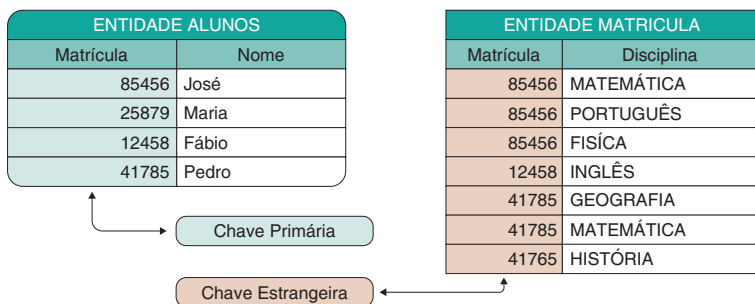 ENTIDADE ALUNOS
Matrícula Nome
85456 José
25879 Maria
12458 Fábio
41785 Pedro
Chave Primária
ENTIDADE MATRICULA
Matrícula Disciplina
85456 MATEMÁTICA
85456 PORTUGUÊS
85456 FISÍCA
12458 INGLÊS
41785 GEOGRAFIA
41785 MATEMÁTICA
41765 HISTÓRIA
Chave Estrangeira